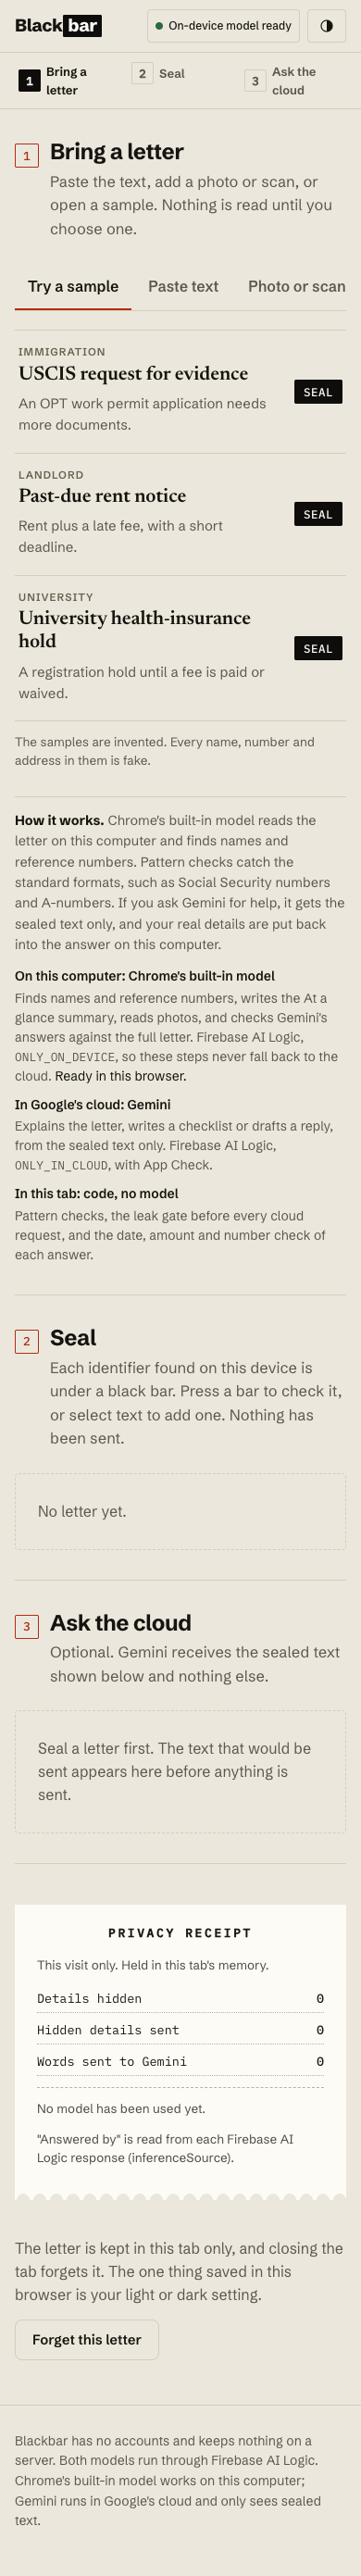 Blackbar
On-device model ready
1 Bring a
letter
2 Seal
3 Ask the
cloud
1 Bring a letter
Paste the text, add a photo or scan, or
open a sample. Nothing is read until you
choose one.
Try a sample Paste text Photo or scan
IMMIGRATION
USCIS request for evidence
An OPT work permit application needs
more documents.
SEAL
LANDLORD
Past-due rent notice
Rent plus a late fee, with a short
deadline.
SEAL
UNIVERSITY
University health-insurance
hold
A registration hold until a fee is paid or
waived.
SEAL
The samples are invented. Every name, number and
address in them is fake.
How it works. Chrome's built-in model reads the
letter on this computer and finds names and
reference numbers. Pattern checks catch the
standard formats, such as Social Security numbers
and A-numbers. If you ask Gemini for help, it gets the
sealed text only, and your real details are put back
into the answer on this computer.
On this computer: Chrome's built-in model
Finds names and reference numbers, writes the At a
glance summary, reads photos, and checks Gemini's
answers against the full letter. Firebase AI Logic,
ONLY_ON_DEVICE, so these steps never fall back to the
cloud. Ready in this browser.
In Google's cloud: Gemini
Explains the letter, writes a checklist or drafts a reply,
from the sealed text only. Firebase AI Logic,
ONLY_IN_CLOUD, with App Check.
In this tab: code, no model
Pattern checks, the leak gate before every cloud
request, and the date, amount and number check of
each answer.
2 Seal
Each identifier found on this device is
under a black bar. Press a bar to check it,
or select text to add one. Nothing has
been sent.
No letter yet.
3 Ask the cloud
Optional. Gemini receives the sealed text
shown below and nothing else.
Seal a letter first. The text that would be
sent appears here before anything is
sent.
PRIVACY RECEIPT
This visit only. Held in this tab's memory.
Details hidden 0
Hidden details sent 0
Words sent to Gemini 0
No model has been used yet.
"Answered by" is read from each Firebase AI
Logic response (inferenceSource).
The letter is kept in this tab only, and closing the
tab forgets it. The one thing saved in this
browser is your light or dark setting.
Forget this letter
Blackbar has no accounts and keeps nothing on a
server. Both models run through Firebase AI Logic.
Chrome's built-in model works on this computer;
Gemini runs in Google's cloud and only sees sealed
text.